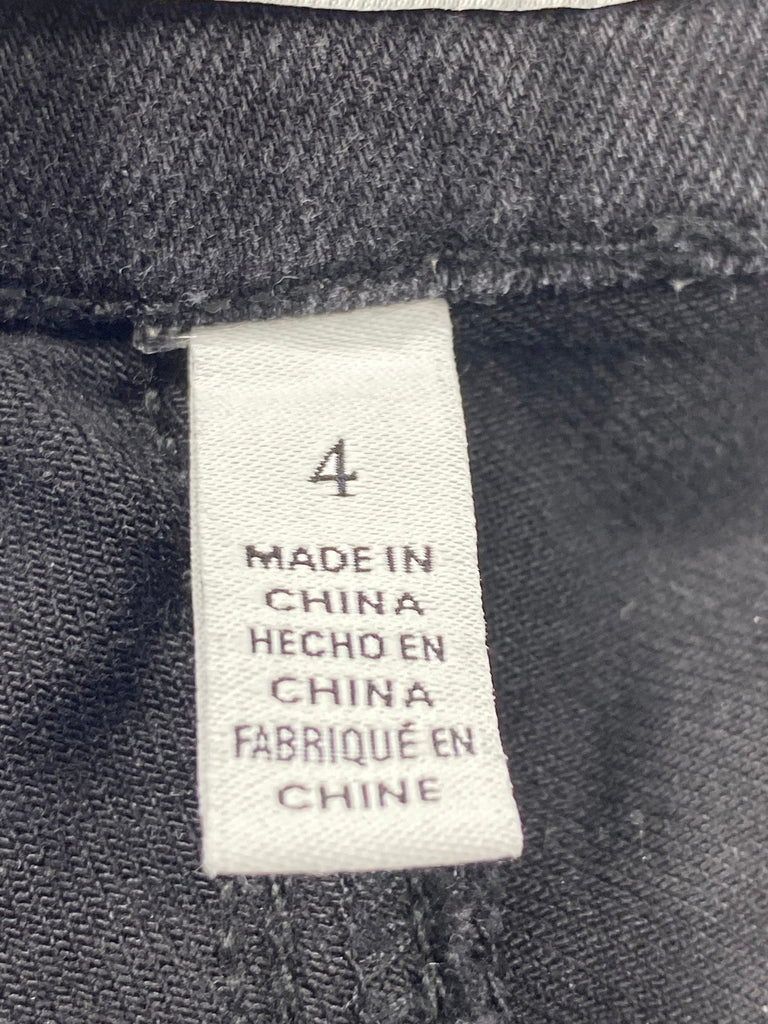 4
MADE IN
CHINA
HECHO EN
CHINA
FABRIQUÉ EN
CHINE